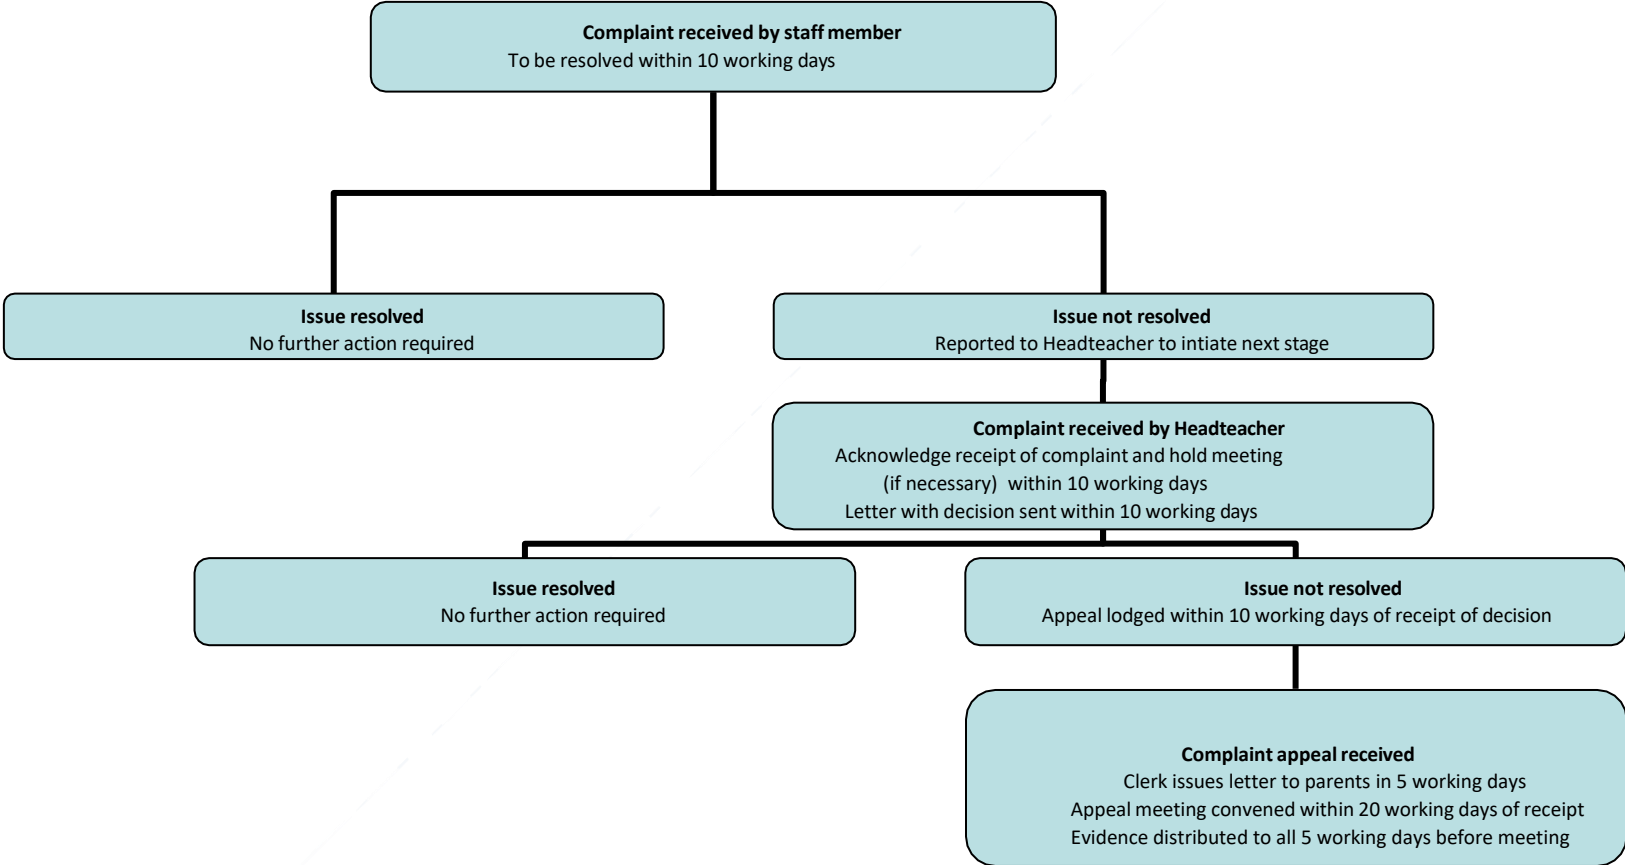 Complaint received by staff member
To be resolved within 10 working days
Issue resolved
No further action required
Issue not resolved
Reported to Headteacher to intiate next stage
Complaint received by Headteacher
Acknowledge receipt of complaint and hold meeting
(if necessary) within 10 working days
Letter with decision sent within 10 working days
Issue resolved
No further action required
Issue not resolved
Appeal lodged within 10 working days of receipt of decision
Complaint appeal received
Clerk issues letter to parents in 5 working days
Appeal meeting convened within 20 working days of receipt
Evidence distributed to all 5 working days before meeting